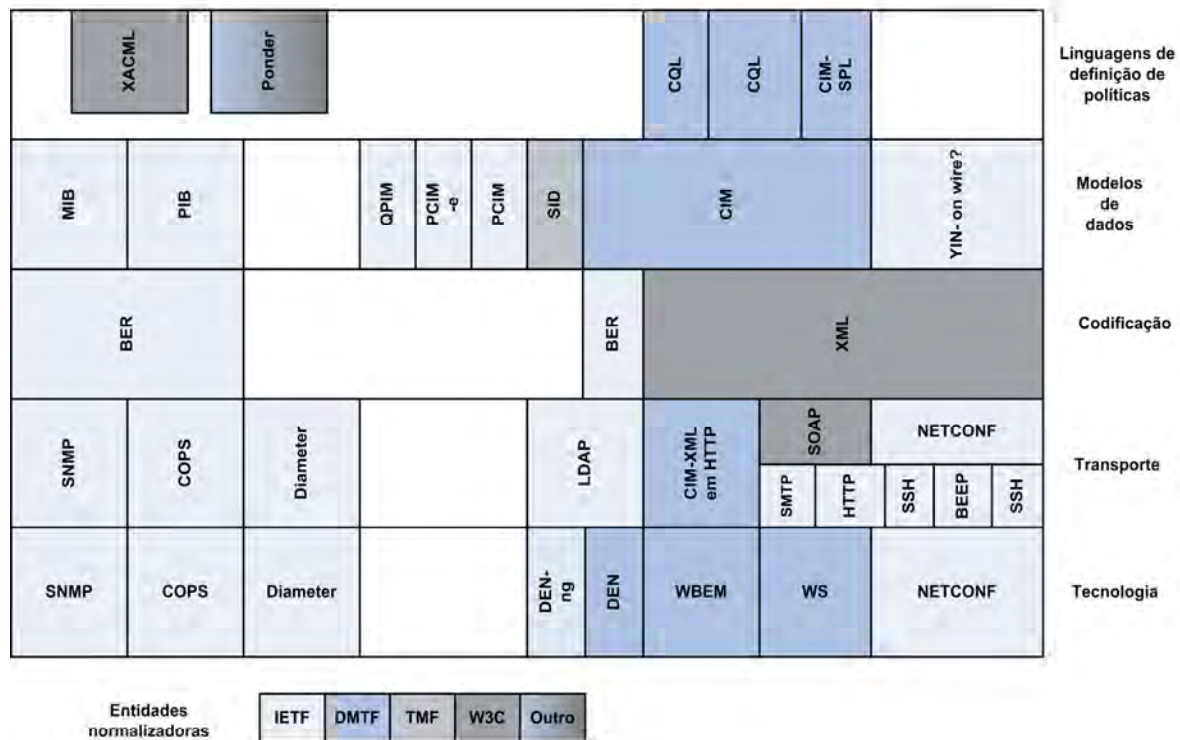 XACML
Ponder
CQL
CQL
CIM-
SPL
Linguagens de
definição de
políticas
MIB
PIB
QPIM
PCIM
-e
PCIM
SID
CIM
YIN- on wire?
Modelos
de
dados
BER
BER
XML
Codificação
SNMP
COPS
Diameter
LDAP
CIM-XML
em HTTP
SOAP
NETCONF
SMTP
HTTP
SSH
BEEP
SSH
Transporte
SNMP
COPS
Diameter
DEN-
ng
DEN
WBEM
WS
NETCONF
Tecnologia
Entidades
normalizadoras
IETF
DMTF
TMF
W3C
Outro